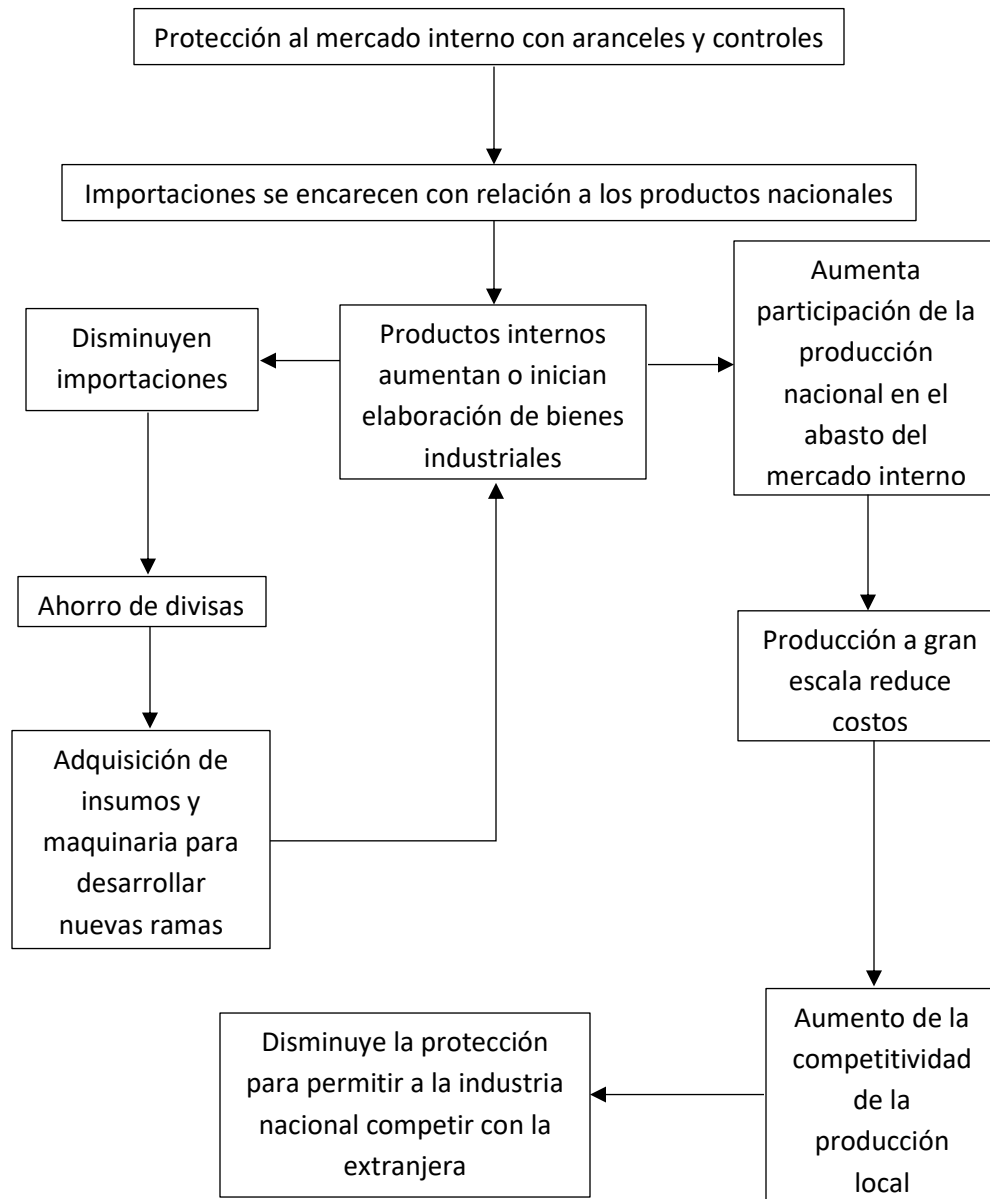 Protección al mercado interno con aranceles y controles
Importaciones se encarecen con relación a los productos nacionales
Disminuyen
importaciones
Productos internos
aumentan o inician
elaboración de bienes
industriales
Aumenta
participación de la
producción
nacional en el
abasto del
mercado interno
Ahorro de divisas
Producción a gran
escala reduce
costos
Adquisición de
insumos y
maquinaria para
desarrollar
nuevas ramas
Disminuye la protección
para permitir a la industria
nacional competir con la
extranjera
Aumento de la
competitividad
de la
producción
local